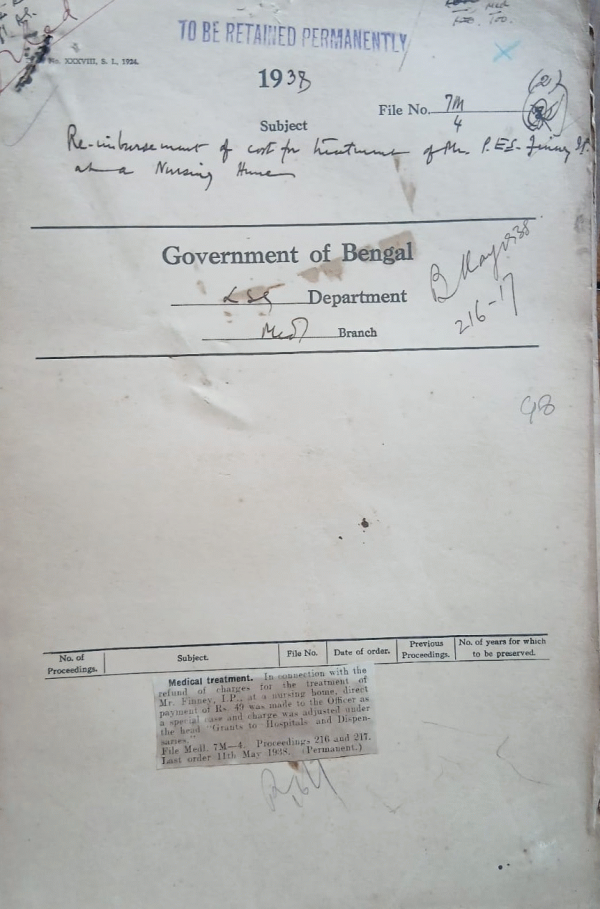 TO BE RETAINED PERMANENTLY
No. XXXVIII, S. I., 1924.
1938
(2)
File No. 7M
4
Subject
Re-imbursement of cost for treatment of Mr. P.E.S. Finney I.P.
at a Nursing Home
Government of Bengal
LSG Department
Medl Branch
B May 1938
216-17
98
No. of Proceedings. Subject. File No. Date of order. Previous Proceedings. No. of years for which to be preserved.
Medical treatment. In connection with the
refund of charges for the treatment of
Mr. Finney, I.P., at a nursing home, direct
payment of Rs. 49 was made to the Officer as
a special case and charge was adjusted under
the head "Grants to Hospitals and Dispen-
saries."
File Medl. 7M—4. Proceedings 216 and 217.
Last order 11th May 1938. (Permanent.)